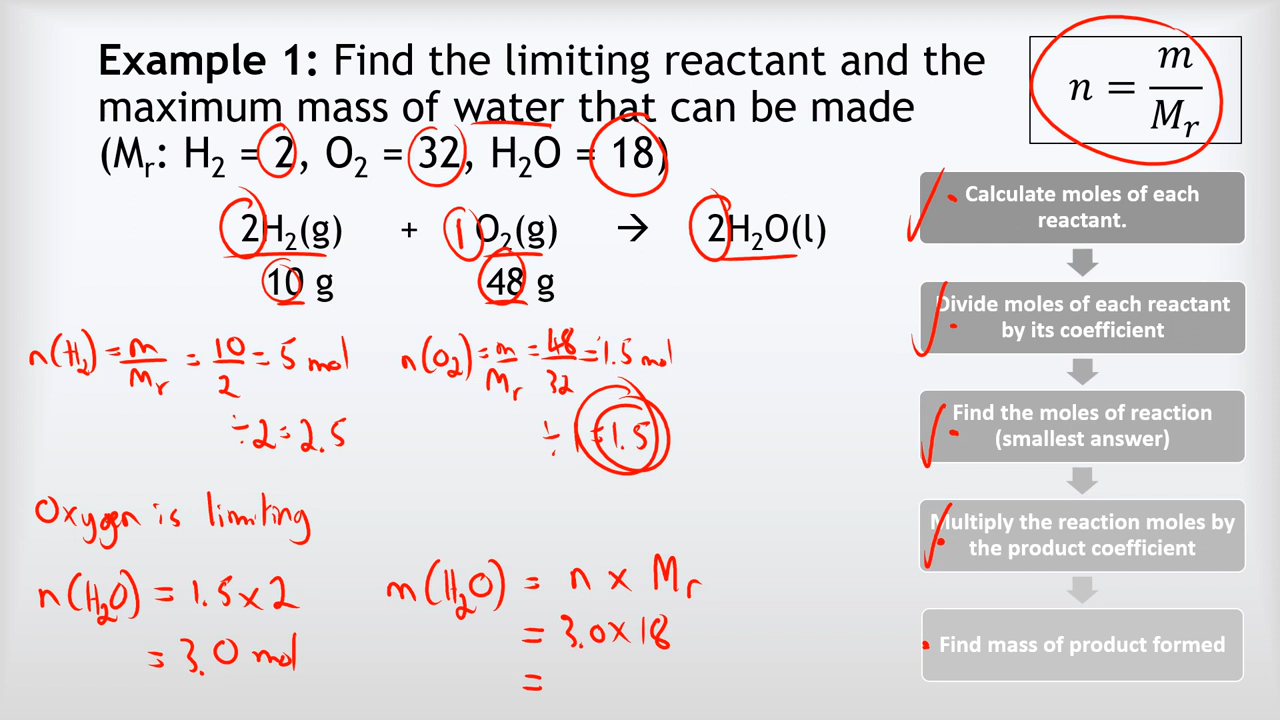 Example 1: Find the limiting reactant and the
maximum mass of water that can be made
(Mᵣ: H₂ = 2, O₂ = 32, H₂O = 18)
n = m/Mᵣ
2H₂(g) + 1 O₂(g) → 2H₂O(l)
10 g 48 g
n(H₂) = m/Mr = 10/2 = 5 mol
÷2 = 2.5
n(O₂) = m/Mr = 48/32 = 1.5 mol
÷ 1 = 1.5
Oxygen is limiting
n(H₂O) = 1.5 × 2
= 3.0 mol
m(H₂O) = n × Mr
= 3.0 × 18
=
Calculate moles of each
reactant.
Divide moles of each reactant
by its coefficient
Find the moles of reaction
(smallest answer)
Multiply the reaction moles by
the product coefficient
Find mass of product formed